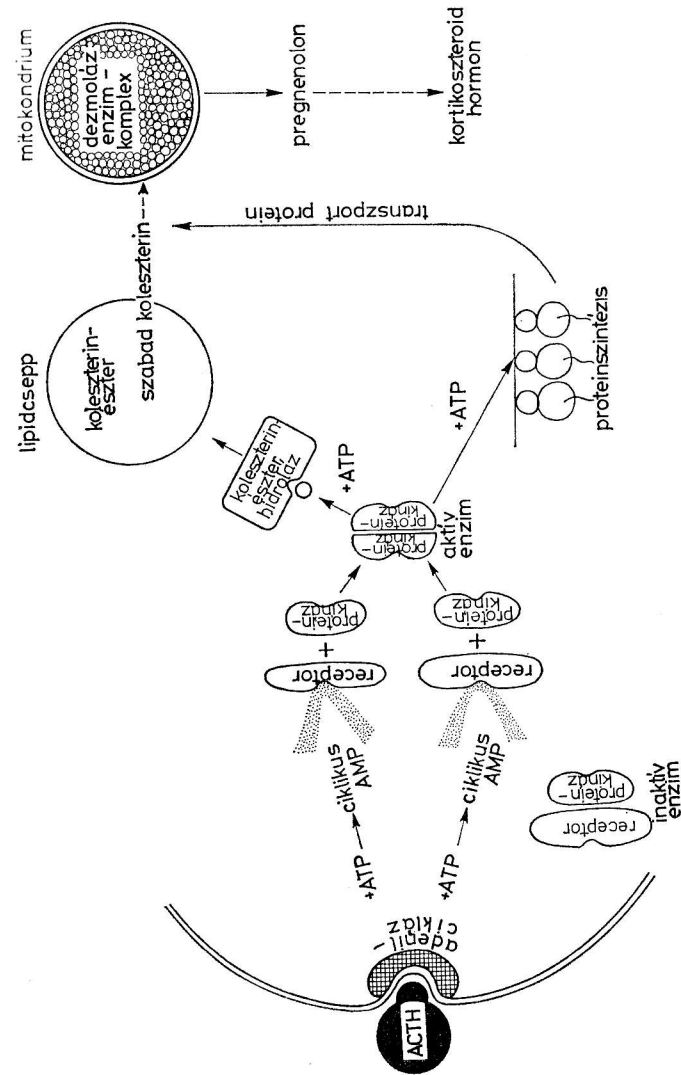 ACTH
adenil-
cikláz
+ATP
ciklikus
AMP
+ATP
ciklikus
AMP
receptor
+
protein-
kináz
receptor
+
protein-
kináz
receptor
protein-
kináz
inaktív
enzim
protein-
kináz
protein-
kináz
aktív
enzim
+ATP
koleszterin-
eszter,
hidroláz
+ATP
proteinszintézis
transzport protein
lipidcsepp
koleszterin-
észter
szabad koleszterin
mitokondrium
dezmoláz
enzim-
komplex
pregnenolon
kortikoszteroid
hormon